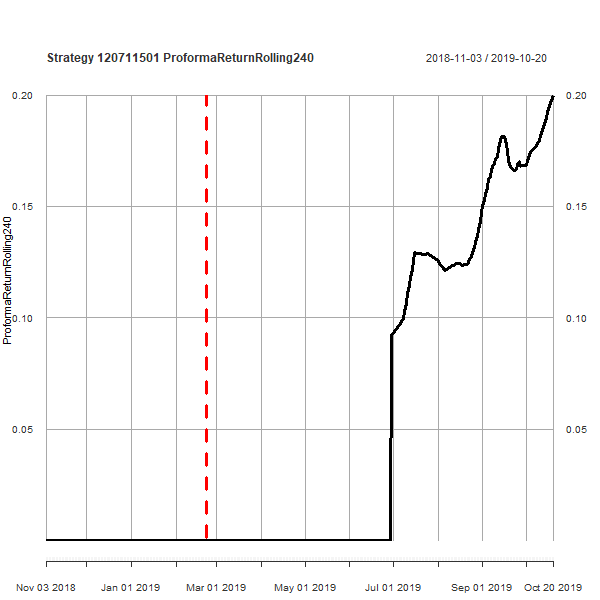 Strategy 120711501 ProformaReturnRolling240
2018-11-03 / 2019-10-20
0.20 0.20
0.15 0.15
0.10 0.10
0.05 0.05
ProformaReturnRolling240
Nov 03 2018 Jan 01 2019 Mar 01 2019 May 01 2019 Jul 01 2019 Sep 01 2019 Oct 20 2019